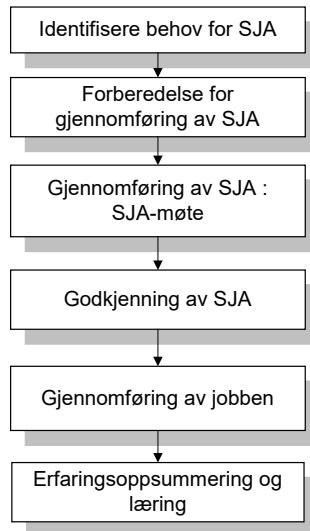 Identifisere behov for SJA
Forberedelse for
gjennomføring av SJA
Gjennomføring av SJA :
SJA-møte
Godkjenning av SJA
Gjennomføring av jobben
Erfaringsoppsummering og
læring